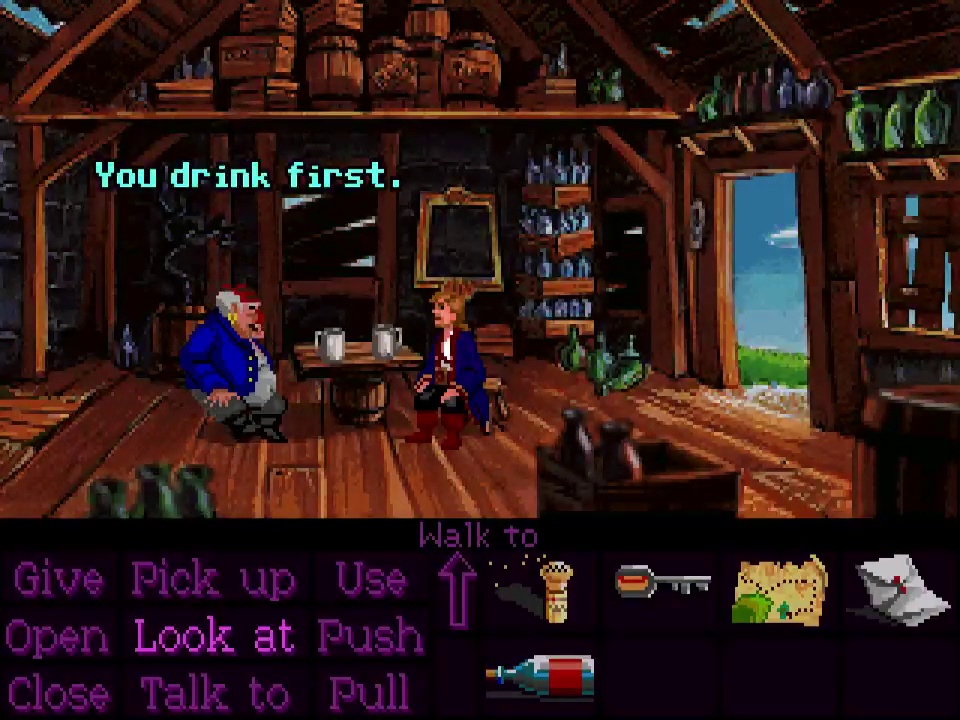 You drink first.
Walk to
Give Pick up Use
Open Look at Push
Close Talk to Pull